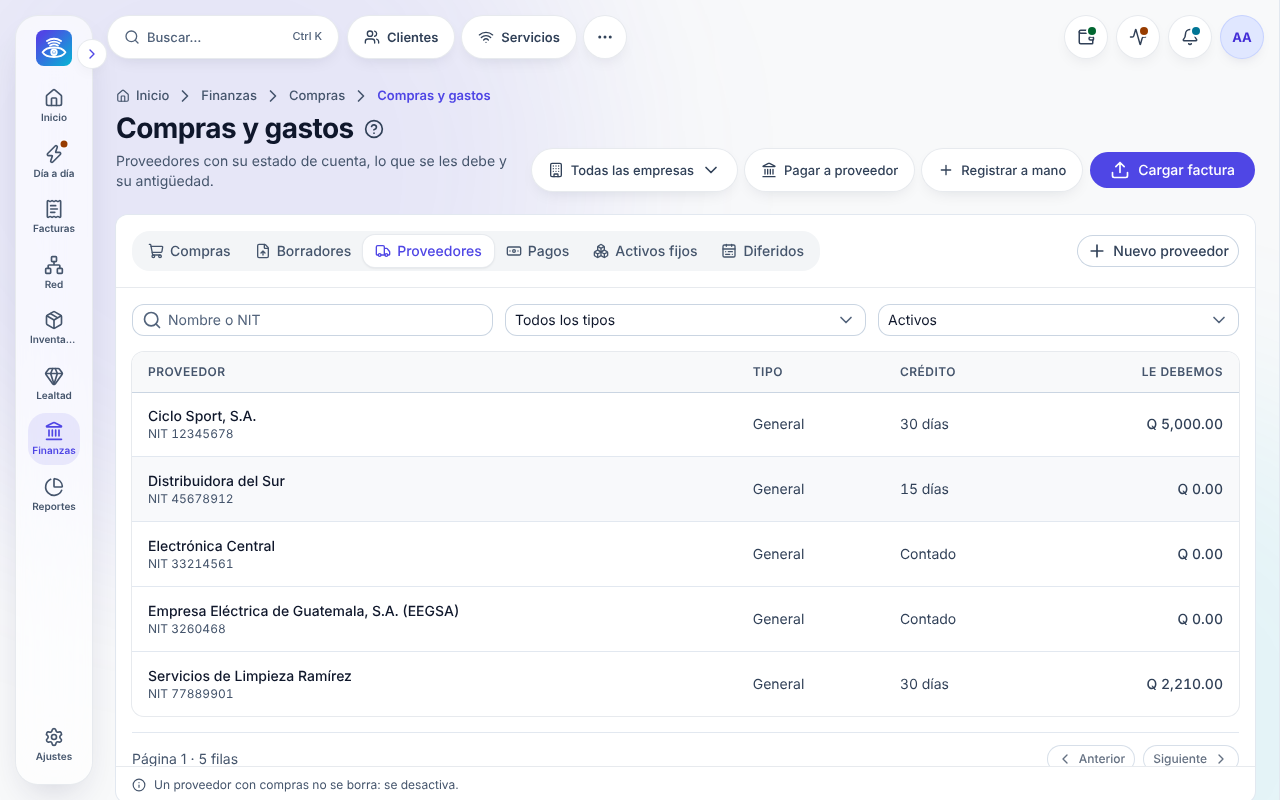 Buscar...
Ctrl K
Clientes
Servicios
AA
Inicio
Día a día
Facturas
Red
Inventa...
Lealtad
Finanzas
Reportes
Ajustes
Inicio
Finanzas
Compras
Compras y gastos
Compras y gastos
Proveedores con su estado de cuenta, lo que se les debe y
su antigüedad.
Todas las empresas
Pagar a proveedor
Registrar a mano
Cargar factura
Compras
Borradores
Proveedores
Pagos
Activos fijos
Diferidos
Nuevo proveedor
Nombre o NIT
Todos los tipos
Activos
PROVEEDOR TIPO CRÉDITO LE DEBEMOS
Ciclo Sport, S.A.
NIT 12345678
General 30 días Q 5,000.00
Distribuidora del Sur
NIT 45678912
General 15 días Q 0.00
Electrónica Central
NIT 33214561
General Contado Q 0.00
Empresa Eléctrica de Guatemala, S.A. (EEGSA)
NIT 3260468
General Contado Q 0.00
Servicios de Limpieza Ramírez
NIT 77889901
General 30 días Q 2,210.00
Página 1 · 5 filas
Anterior
Siguiente
Un proveedor con compras no se borra: se desactiva.